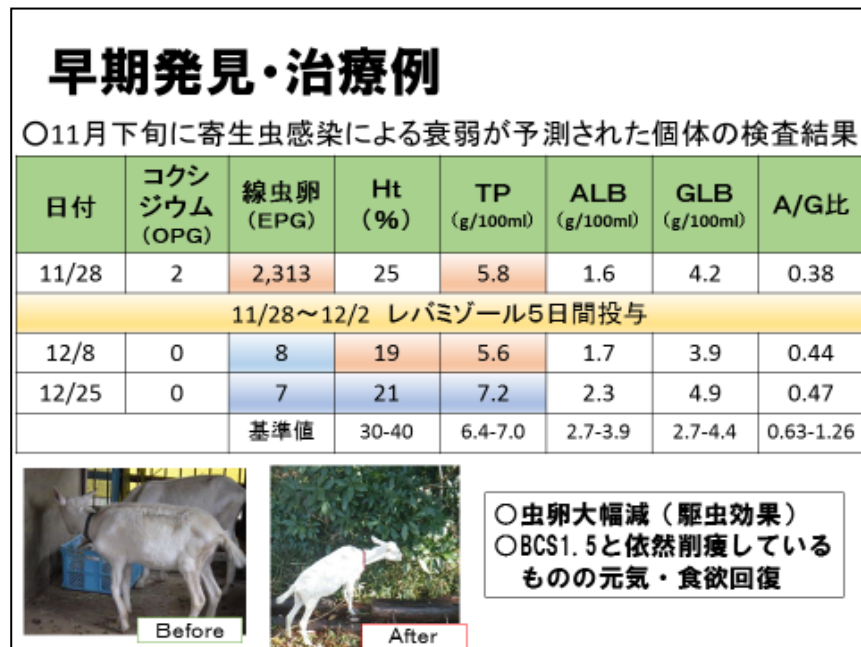 早期発見・治療例
〇11月下旬に寄生虫感染による衰弱が予測された個体の検査結果
日付 コクシジウム(OPG) 線虫卵(EPG) Ht(%) TP(g/100ml) ALB(g/100ml) GLB(g/100ml) A/G比
11/28 2 2,313 25 5.8 1.6 4.2 0.38
11/28～12/2 レバミゾール5日間投与
12/8 0 8 19 5.6 1.7 3.9 0.44
12/25 0 7 21 7.2 2.3 4.9 0.47
基準値 30-40 6.4-7.0 2.7-3.9 2.7-4.4 0.63-1.26
Before
After
〇虫卵大幅減（駆虫効果）
〇BCS1.5と依然削痩している
ものの元気・食欲回復